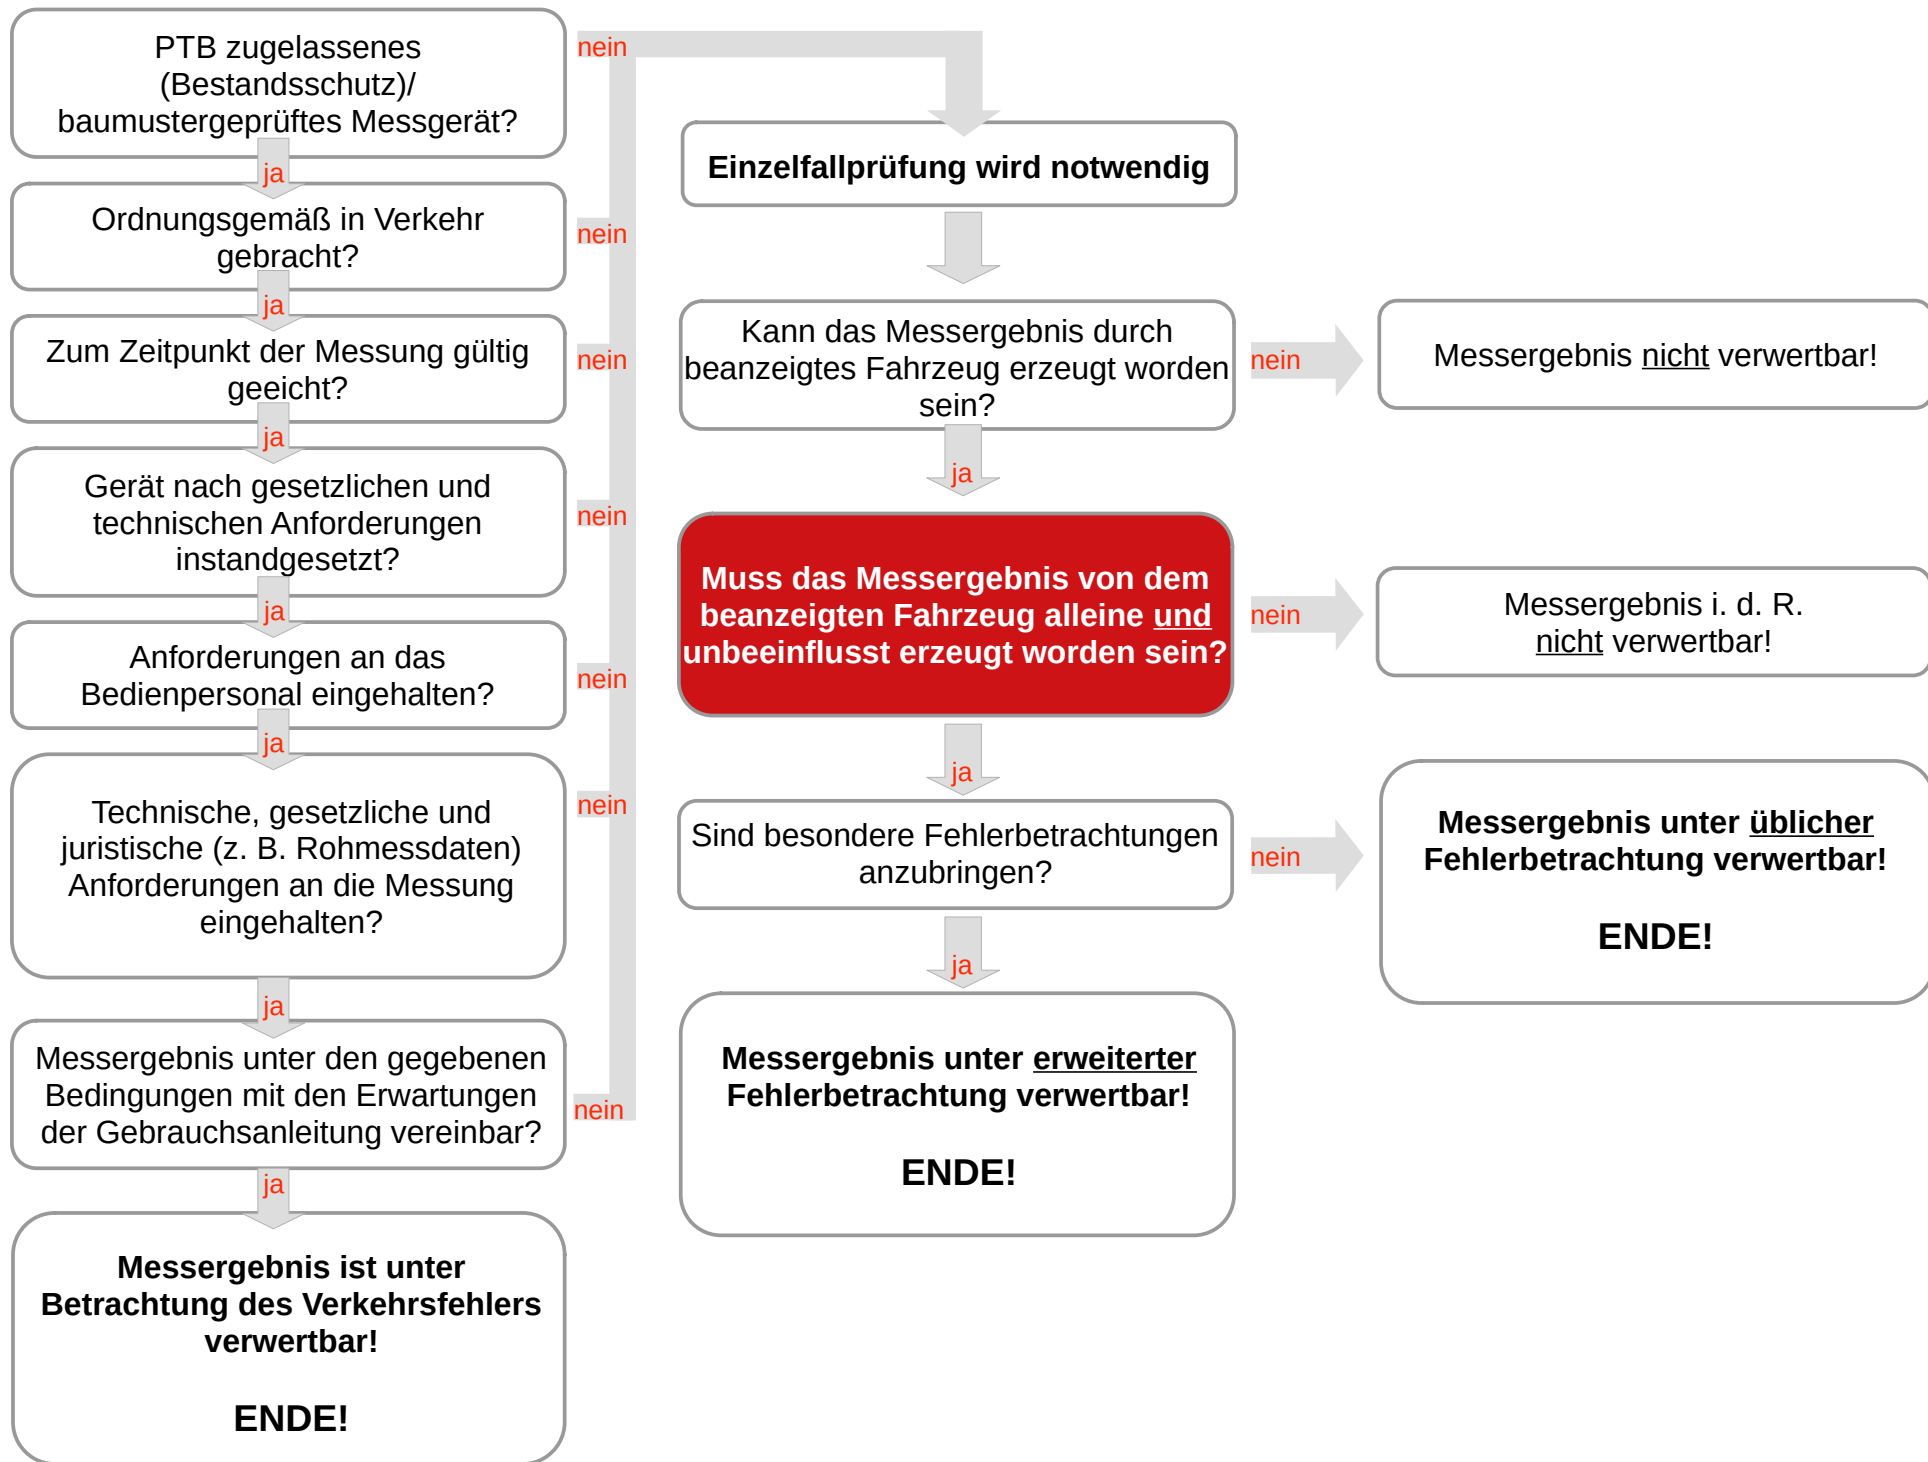 PTB zugelassenes
(Bestandsschutz)/
baumustergeprüftes Messgerät?
nein
ja
Ordnungsgemäß in Verkehr
gebracht?
nein
ja
Zum Zeitpunkt der Messung gültig
geeicht?
nein
ja
Gerät nach gesetzlichen und
technischen Anforderungen
instandgesetzt?
nein
ja
Anforderungen an das
Bedienpersonal eingehalten?
nein
ja
Technische, gesetzliche und
juristische (z. B. Rohmessdaten)
Anforderungen an die Messung
eingehalten?
nein
ja
Messergebnis unter den gegebenen
Bedingungen mit den Erwartungen
der Gebrauchsanleitung vereinbar?
nein
ja
Messergebnis ist unter
Betrachtung des Verkehrsfehlers
verwertbar!
ENDE!
Einzelfallprüfung wird notwendig
Kann das Messergebnis durch
beanzeigtes Fahrzeug erzeugt worden
sein?
nein
Messergebnis nicht verwertbar!
ja
Muss das Messergebnis von dem
beanzeigten Fahrzeug alleine und
unbeeinflusst erzeugt worden sein?
nein
Messergebnis i. d. R.
nicht verwertbar!
ja
Sind besondere Fehlerbetrachtungen
anzubringen?
nein
Messergebnis unter üblicher
Fehlerbetrachtung verwertbar!
ENDE!
ja
Messergebnis unter erweiterter
Fehlerbetrachtung verwertbar!
ENDE!